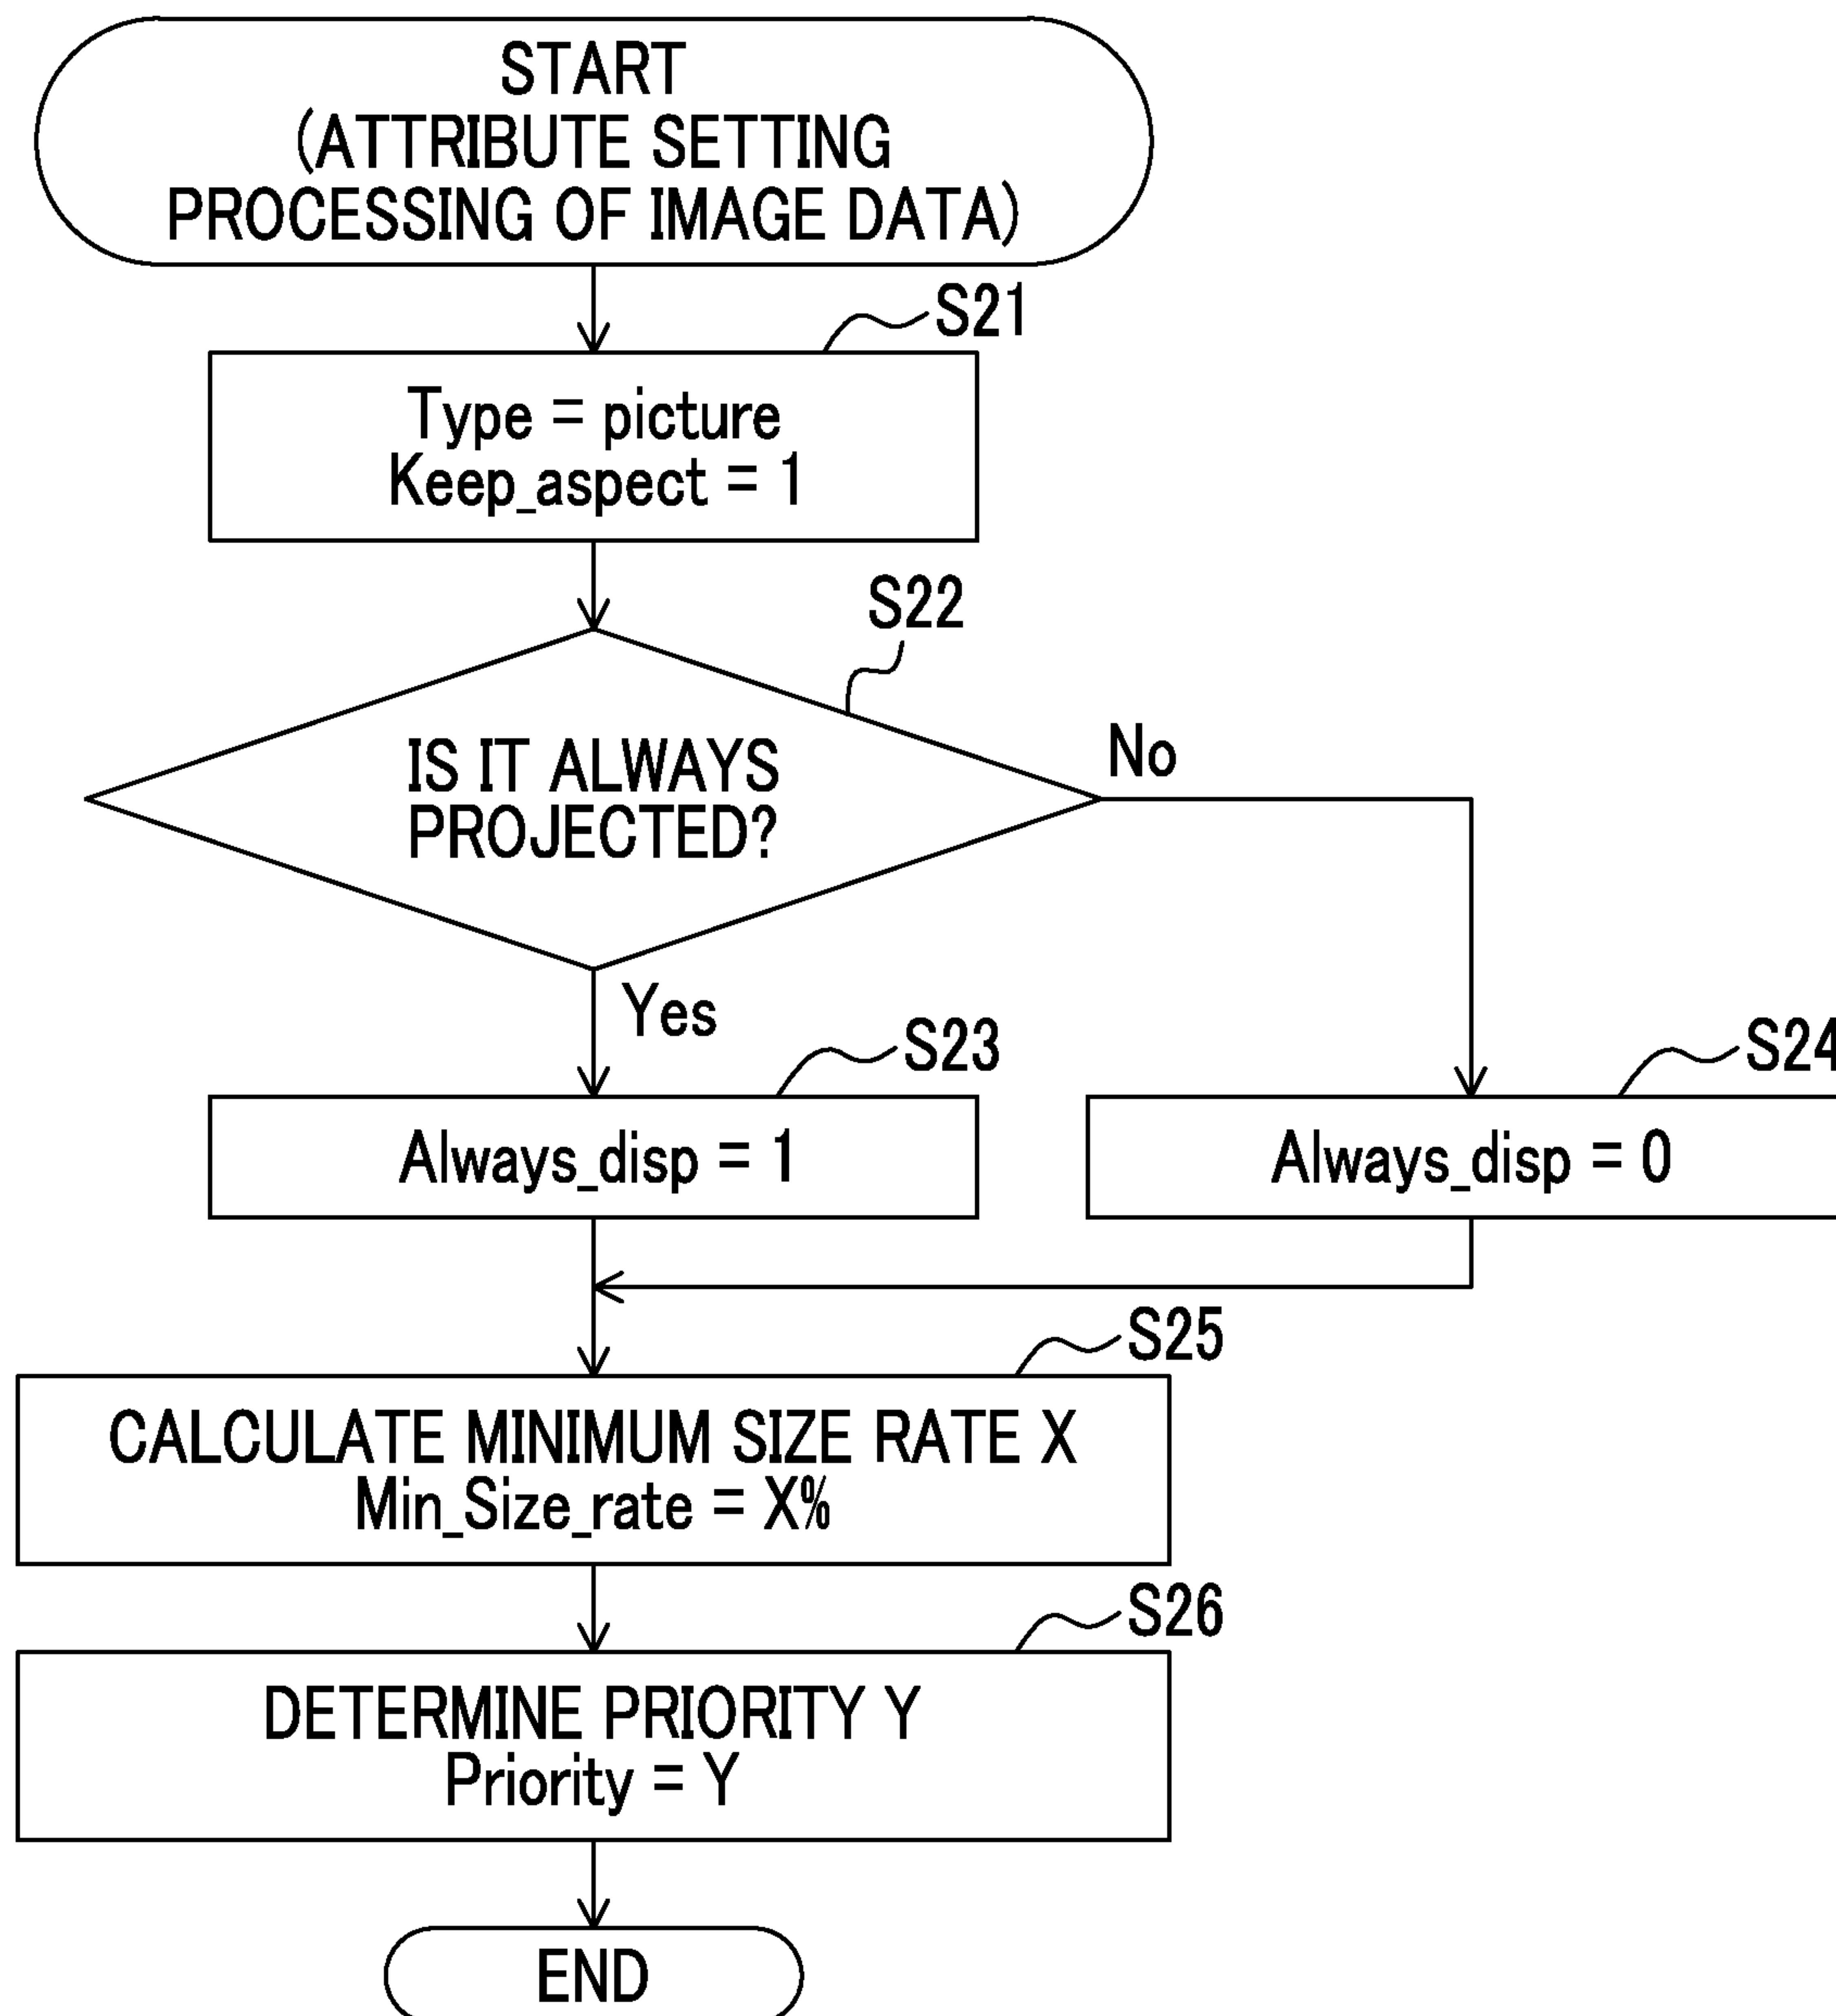 START
(ATTRIBUTE SETTING
PROCESSING OF IMAGE DATA)
S21
Type = picture
Keep_aspect = 1
S22
IS IT ALWAYS
PROJECTED?
No
Yes
S23
Always_disp = 1
S24
Always_disp = 0
S25
CALCULATE MINIMUM SIZE RATE X
Min_Size_rate = X%
S26
DETERMINE PRIORITY Y
Priority = Y
END